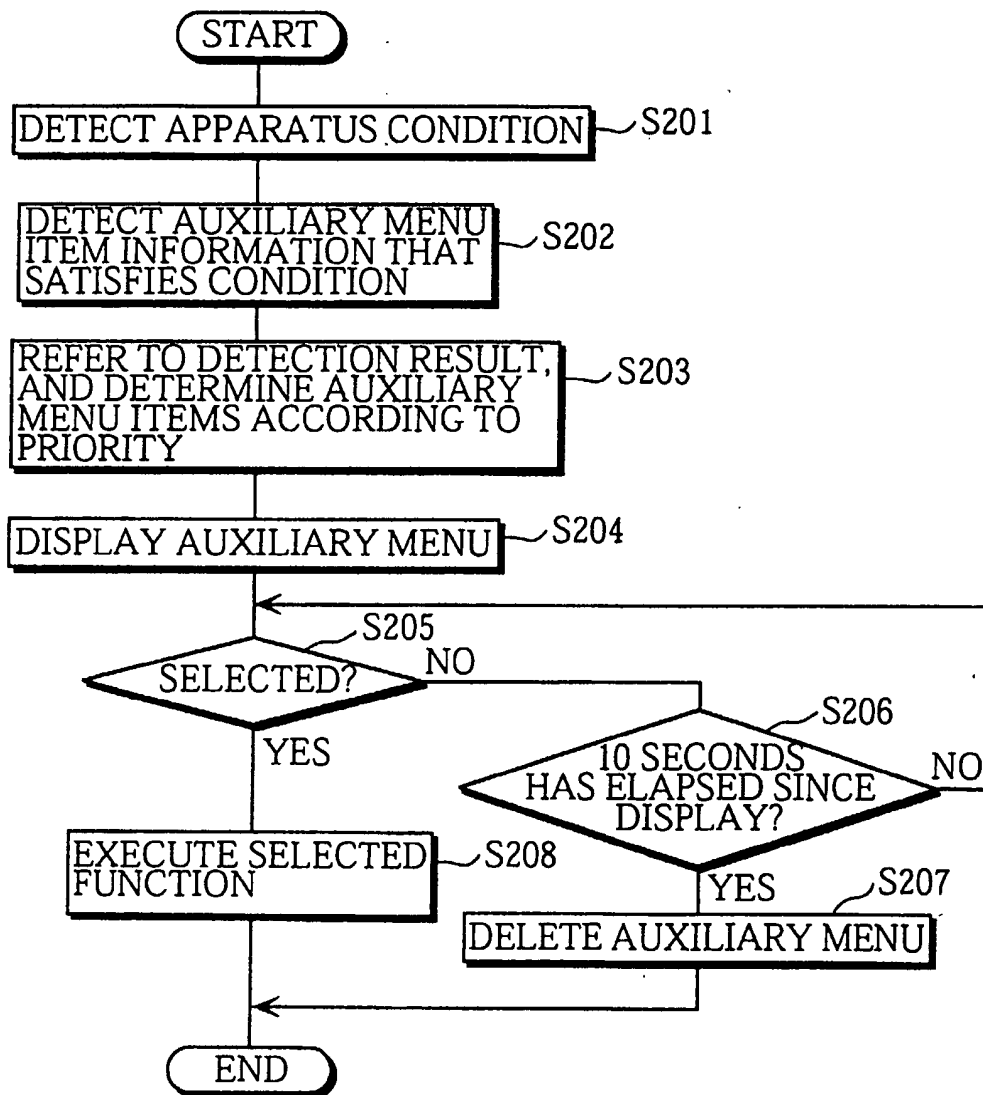 START
DETECT APPARATUS CONDITION
S201
DETECT AUXILIARY MENU
ITEM INFORMATION THAT
SATISFIES CONDITION
S202
REFER TO DETECTION RESULT,
AND DETERMINE AUXILIARY
MENU ITEMS ACCORDING TO
PRIORITY
S203
DISPLAY AUXILIARY MENU
S204
S205
SELECTED?
NO
YES
S206
10 SECONDS
HAS ELAPSED SINCE
DISPLAY?
NO
YES
EXECUTE SELECTED
FUNCTION
S208
S207
DELETE AUXILIARY MENU
END